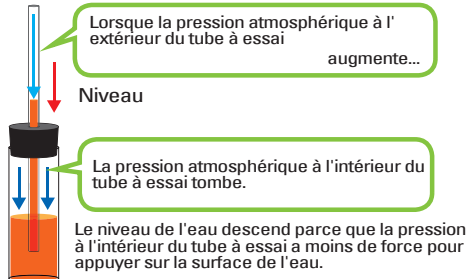 Lorsque la pression atmosphérique à l'
extérieur du tube à essai
augmente...
Niveau
La pression atmosphérique à l'intérieur du
tube à essai tombe.
Le niveau de l'eau descend parce que la pression
à l'intérieur du tube à essai a moins de force pour
appuyer sur la surface de l'eau.